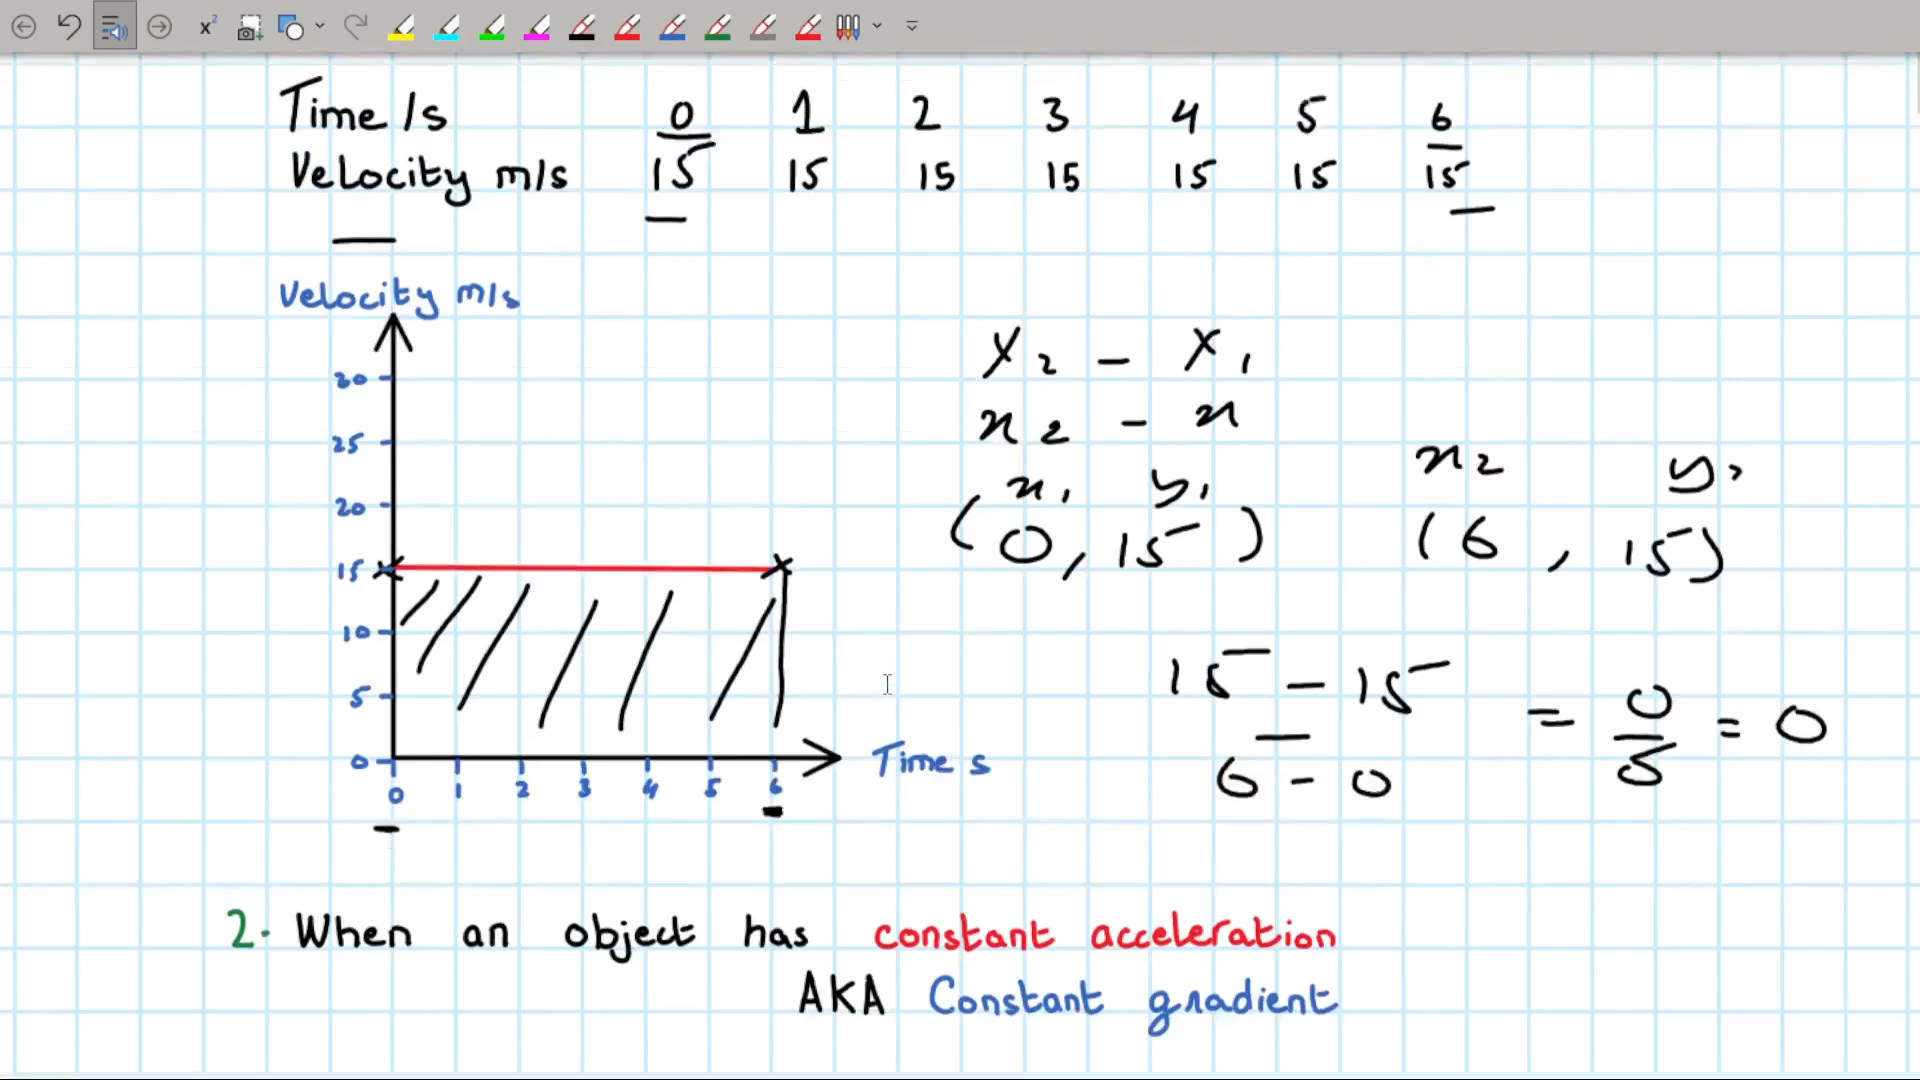 x²
Time /s 0 1 2 3 4 5 6
Velocity m/s 15 15 15 15 15 15 15
Velocity m/s
30
25
20
15
10
5
0
0 1 2 3 4 5 6
Time s
Y2 - Y1
x2 - x
x1 y1
(0, 15)
x2 y2
(6, 15)
15 - 15 = 0 = 0
6 - 0 5
2. When an object has constant acceleration
AKA Constant gradient